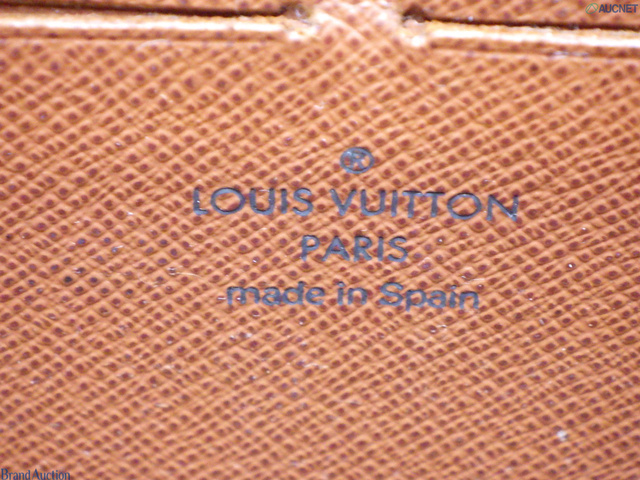 AUCNET
®
LOUIS VUITTON
PARIS
made in Spain
Brand Auction